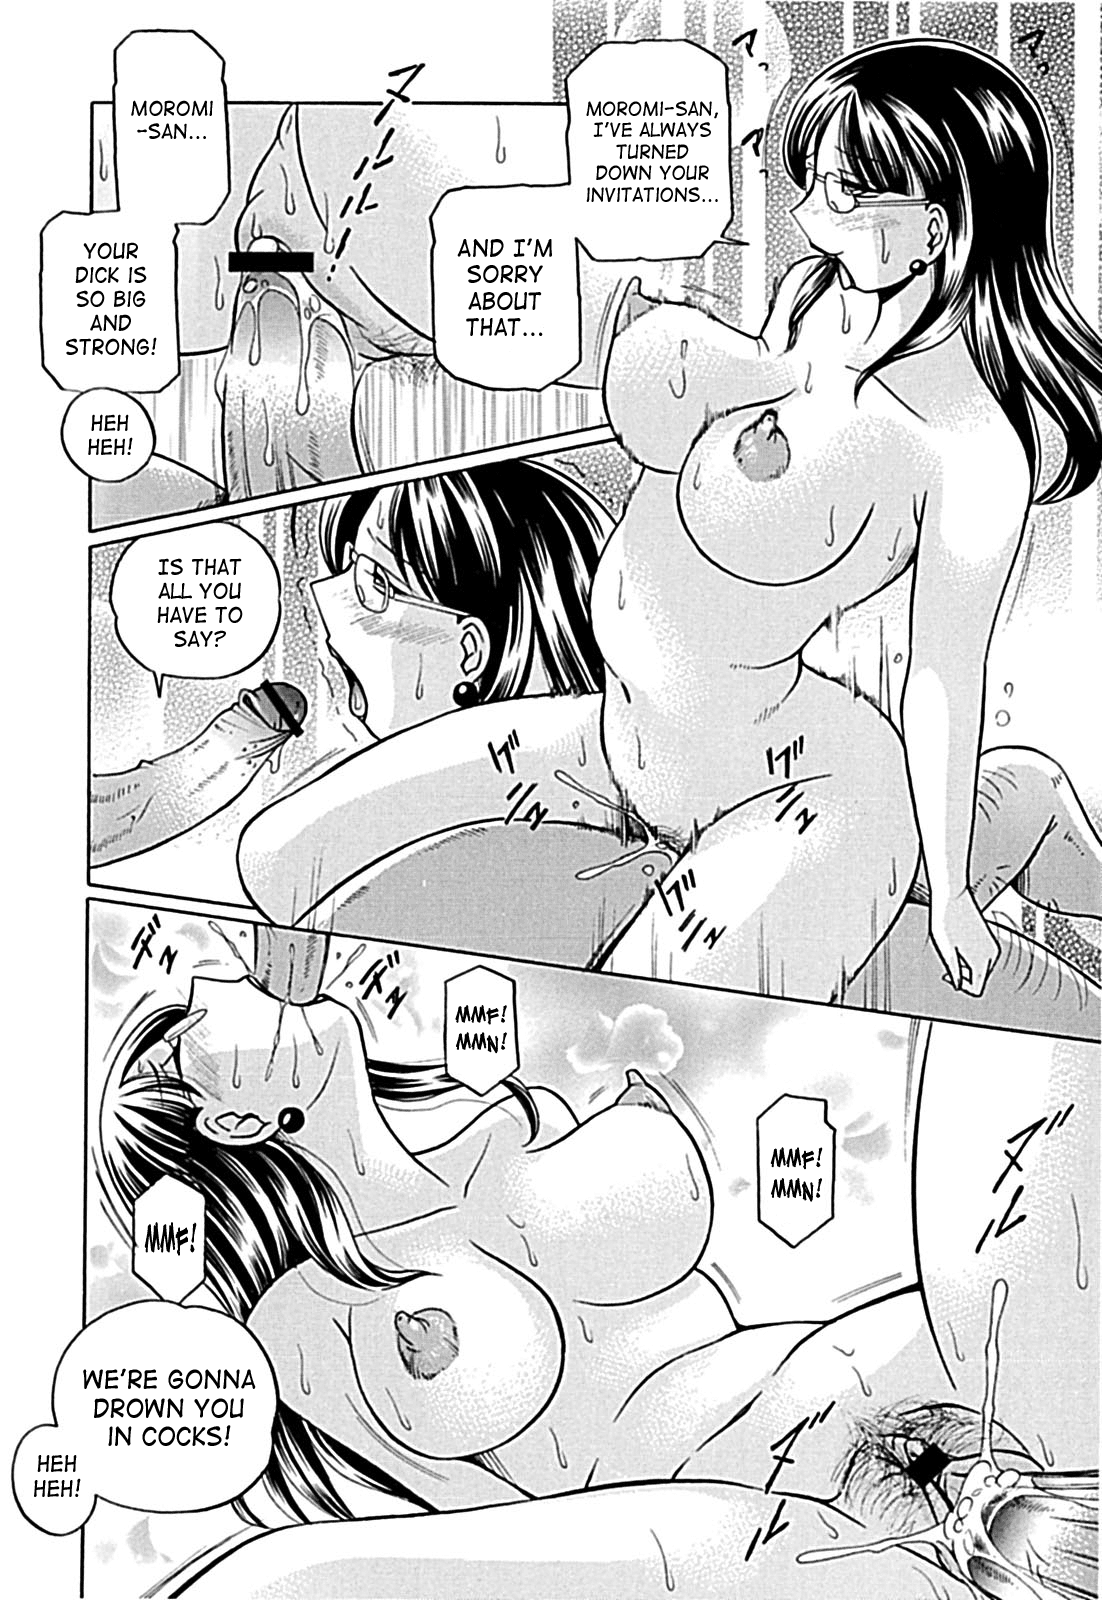 MOROMI-SAN,
I'VE ALWAYS
TURNED
DOWN YOUR
INVITATIONS...
AND I'M
SORRY
ABOUT
THAT...
MOROMI
-SAN...
YOUR
DICK IS
SO BIG
AND
STRONG!
HEH
HEH!
IS THAT
ALL YOU
HAVE TO
SAY?
MMF!
MMN!
MMF!
MMN!
MMF!
WE'RE GONNA
DROWN YOU
IN COCKS!
HEH
HEH!